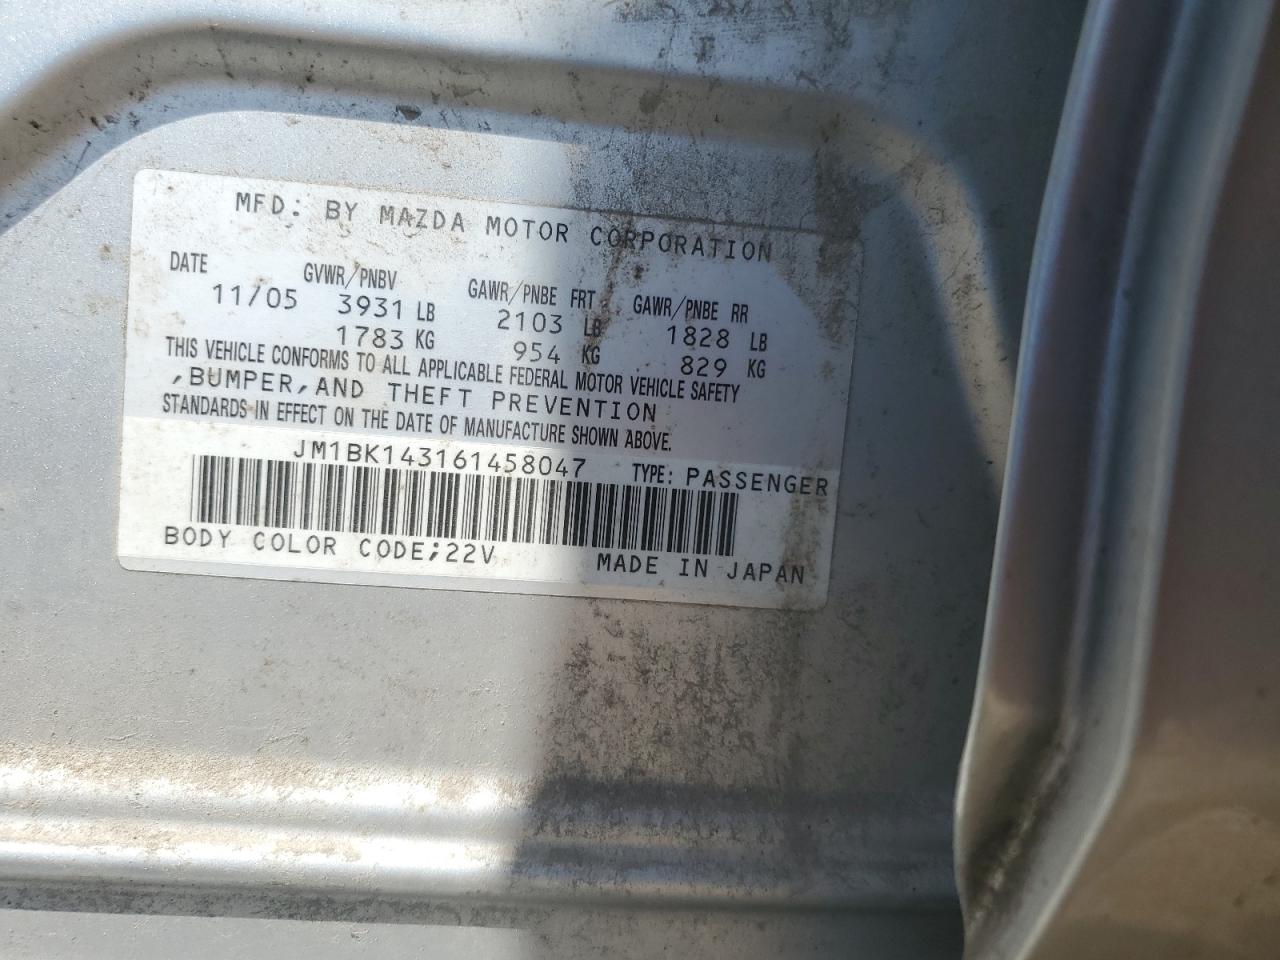 MFD: BY MAZDA MOTOR CORPORATION
DATE GVWR/PNBV GAWR/PNBE FRT GAWR/PNBE RR
11/05 3931 LB 2103 LB 1828 LB
1783 KG 954 KG 829 KG
THIS VEHICLE CONFORMS TO ALL APPLICABLE FEDERAL MOTOR VEHICLE SAFETY
,BUMPER,AND THEFT PREVENTION
STANDARDS IN EFFECT ON THE DATE OF MANUFACTURE SHOWN ABOVE.
JM1BK143161458047 TYPE: PASSENGER
BODY COLOR CODE;22V MADE IN JAPAN